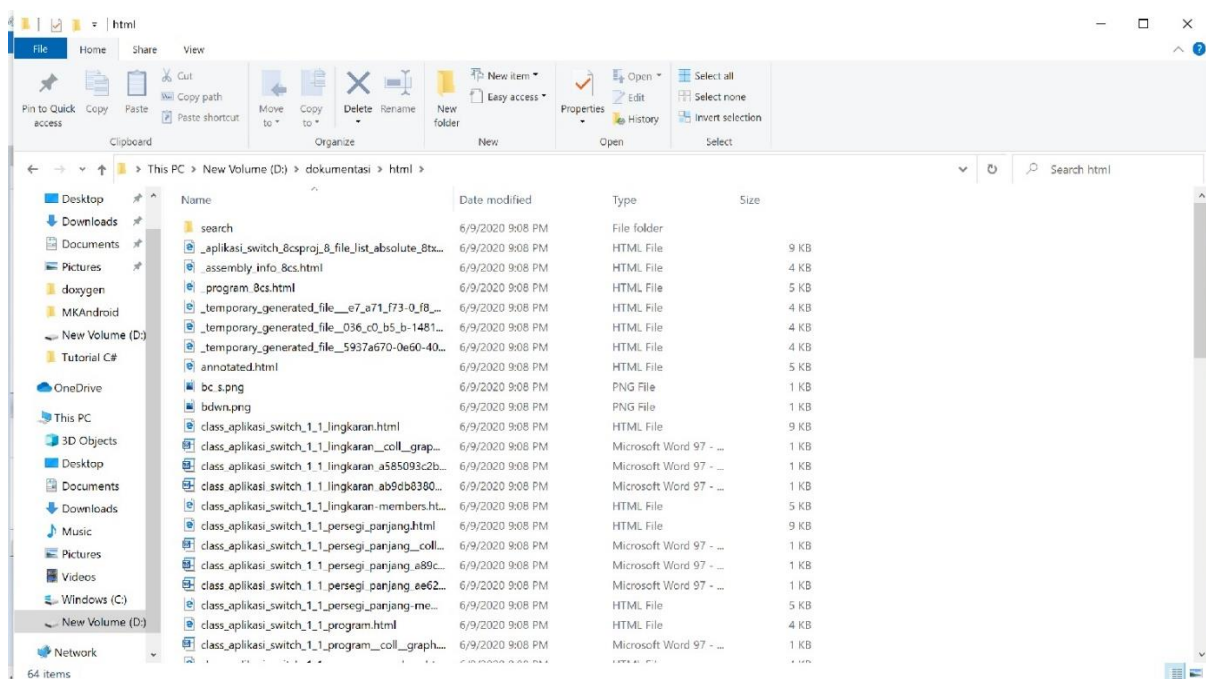 html
File Home Share View
Pin to Quick access
Copy
Paste
Cut
Copy path
Paste shortcut
Move to
Copy to
Delete
Rename
New folder
New item
Easy access
Properties
Open
Edit
History
Select all
Select none
Invert selection
Clipboard Organize New Open Select
This PC > New Volume (D:) > dokumentasi > html >
Search html
Desktop
Downloads
Documents
Pictures
doxygen
MKAndroid
New Volume (D:)
Tutorial C#
OneDrive
This PC
3D Objects
Desktop
Documents
Downloads
Music
Pictures
Videos
Windows (C:)
New Volume (D:)
Network
Name Date modified Type Size
search 6/9/2020 9:08 PM File folder
_aplikasi_switch_8csproj_8_file_list_absolute_8tx... 6/9/2020 9:08 PM HTML File 9 KB
_assembly_info_8cs.html 6/9/2020 9:08 PM HTML File 4 KB
_program_8cs.html 6/9/2020 9:08 PM HTML File 5 KB
_temporary_generated_file__e7_a71_f73-0_f8_... 6/9/2020 9:08 PM HTML File 4 KB
_temporary_generated_file__036_c0_b5_b-1481... 6/9/2020 9:08 PM HTML File 4 KB
_temporary_generated_file__5937a670-0e60-40... 6/9/2020 9:08 PM HTML File 4 KB
annotated.html 6/9/2020 9:08 PM HTML File 5 KB
bc_s.png 6/9/2020 9:08 PM PNG File 1 KB
bdwn.png 6/9/2020 9:08 PM PNG File 1 KB
class_aplikasi_switch_1_1_lingkaran.html 6/9/2020 9:08 PM HTML File 9 KB
class_aplikasi_switch_1_1_lingkaran__coll__grap... 6/9/2020 9:08 PM Microsoft Word 97 - ... 1 KB
class_aplikasi_switch_1_1_lingkaran_a585093c2b... 6/9/2020 9:08 PM Microsoft Word 97 - ... 1 KB
class_aplikasi_switch_1_1_lingkaran_ab9db8380... 6/9/2020 9:08 PM Microsoft Word 97 - ... 1 KB
class_aplikasi_switch_1_1_lingkaran-members.ht... 6/9/2020 9:08 PM HTML File 5 KB
class_aplikasi_switch_1_1_persegi_panjang.html 6/9/2020 9:08 PM HTML File 9 KB
class_aplikasi_switch_1_1_persegi_panjang__coll... 6/9/2020 9:08 PM Microsoft Word 97 - ... 1 KB
class_aplikasi_switch_1_1_persegi_panjang_a89c... 6/9/2020 9:08 PM Microsoft Word 97 - ... 1 KB
class_aplikasi_switch_1_1_persegi_panjang_ae62... 6/9/2020 9:08 PM Microsoft Word 97 - ... 1 KB
class_aplikasi_switch_1_1_persegi_panjang-me... 6/9/2020 9:08 PM HTML File 5 KB
class_aplikasi_switch_1_1_program.html 6/9/2020 9:08 PM HTML File 4 KB
class_aplikasi_switch_1_1_program__coll__graph... 6/9/2020 9:08 PM Microsoft Word 97 - ... 1 KB
64 items